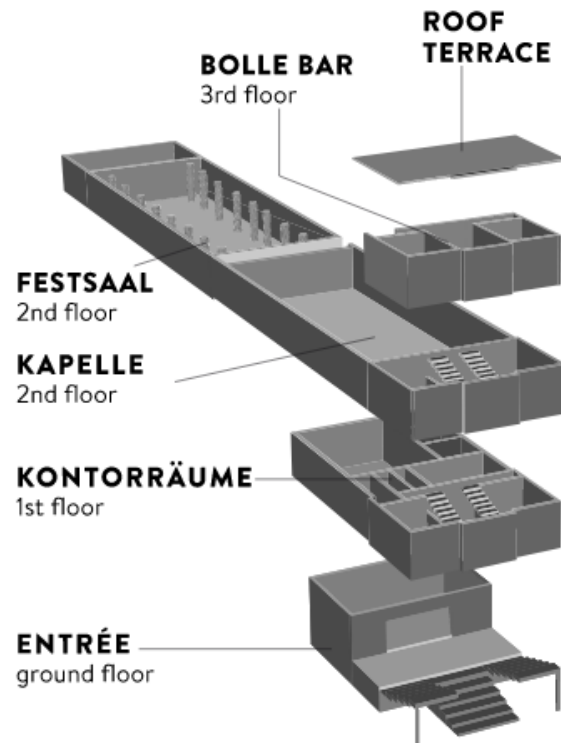 ROOF
TERRACE
BOLLE BAR
3rd floor
FESTSAAL
2nd floor
KAPELLE
2nd floor
KONTORRÄUME
1st floor
ENTRÉE
ground floor